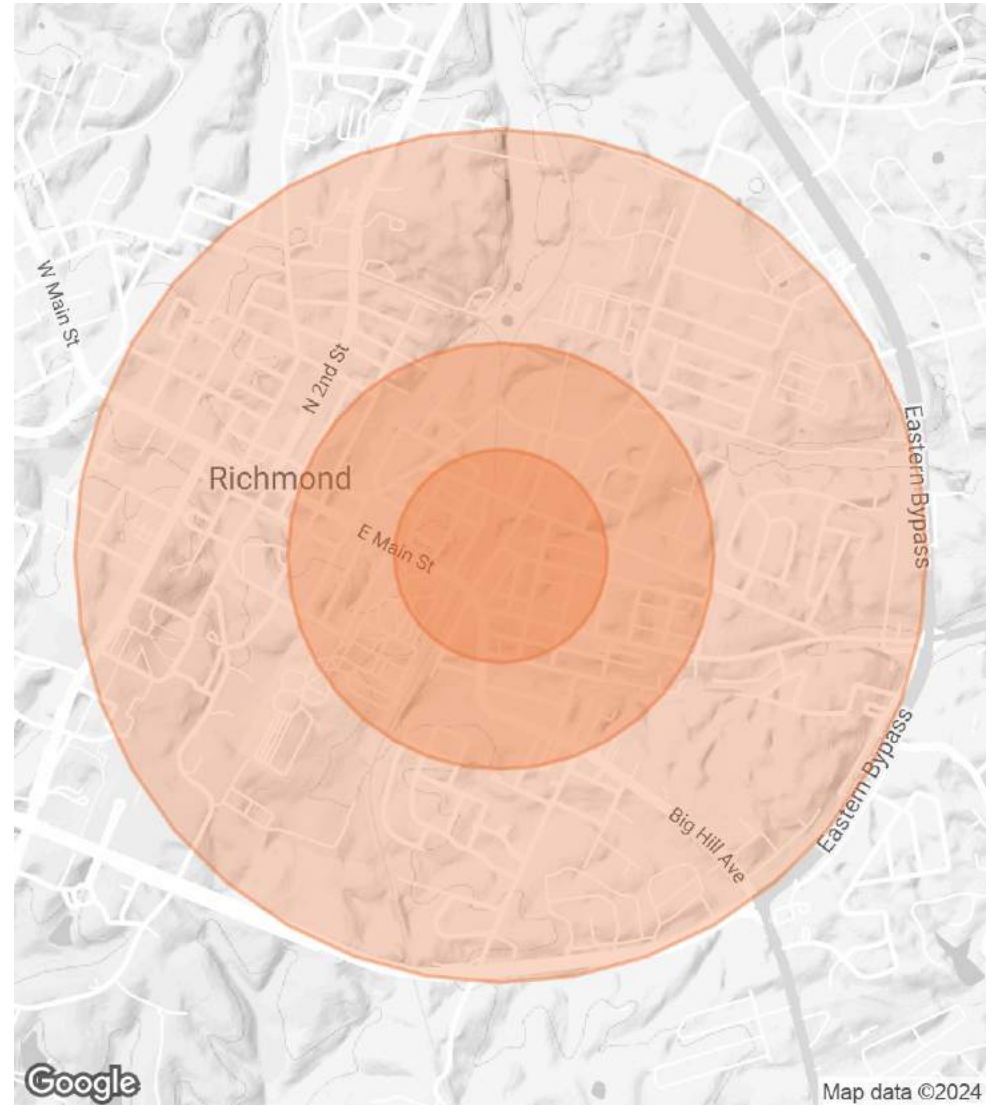 W Main St
N 2nd St
Eastern Bypass
Richmond
E Main St
Eastern Bypass
Big Hill Ave
Google
Map data ©2024